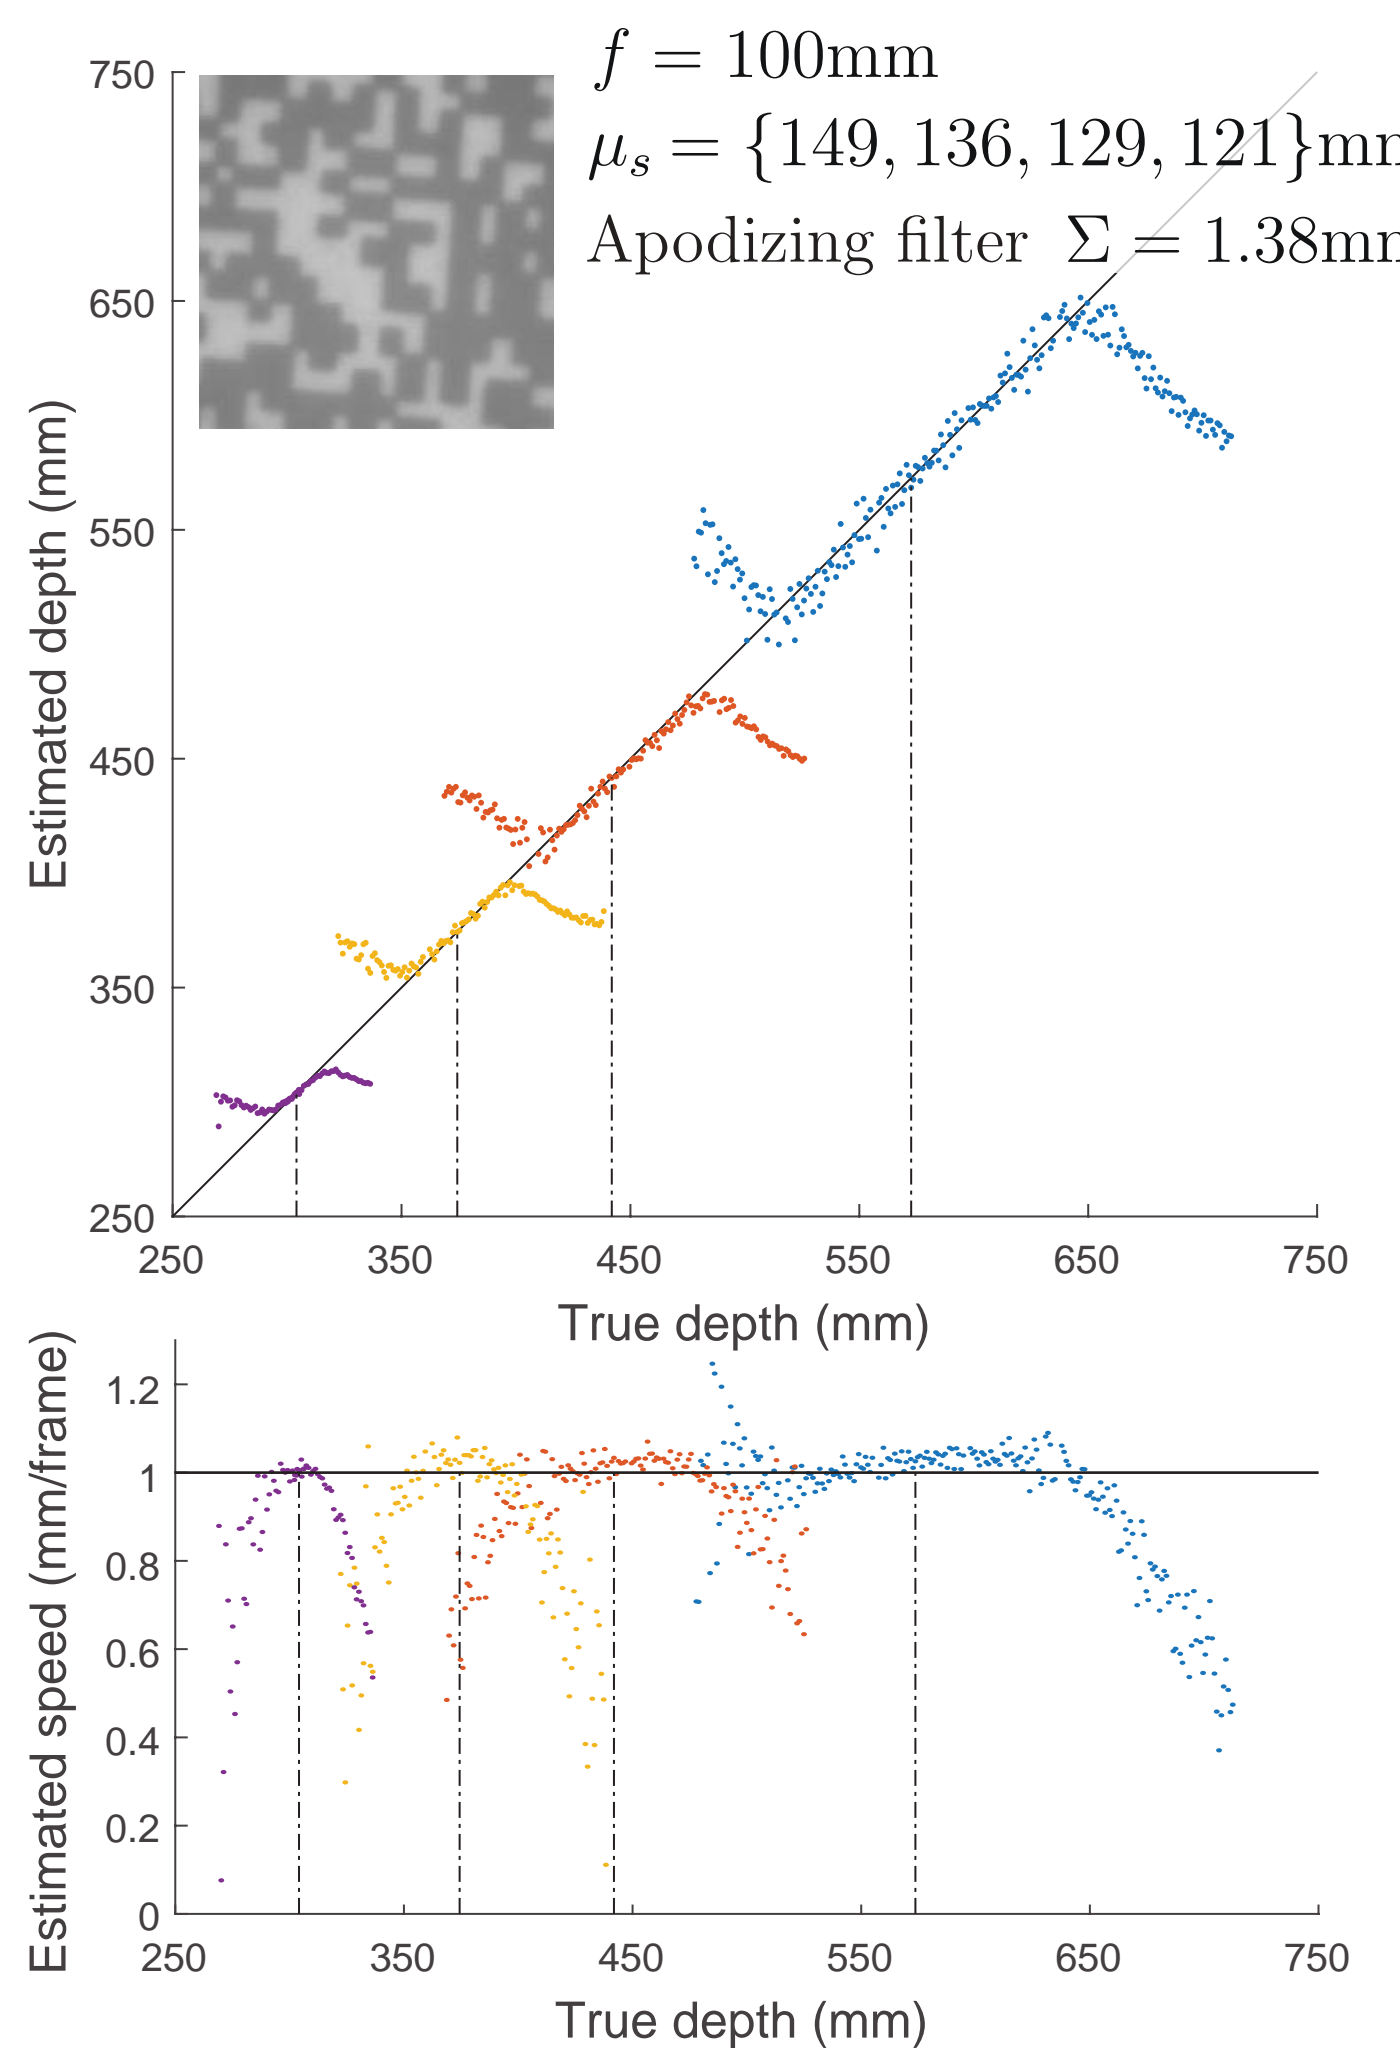 f = 100mm
μₛ = {149, 136, 129, 121}mm
Apodizing filter Σ = 1.38mm
750
650
550
450
350
250
Estimated depth (mm)
250 350 450 550 650 750
True depth (mm)
1.2
1
0.8
0.6
0.4
0.2
0
Estimated speed (mm/frame)
250 350 450 550 650 750
True depth (mm)